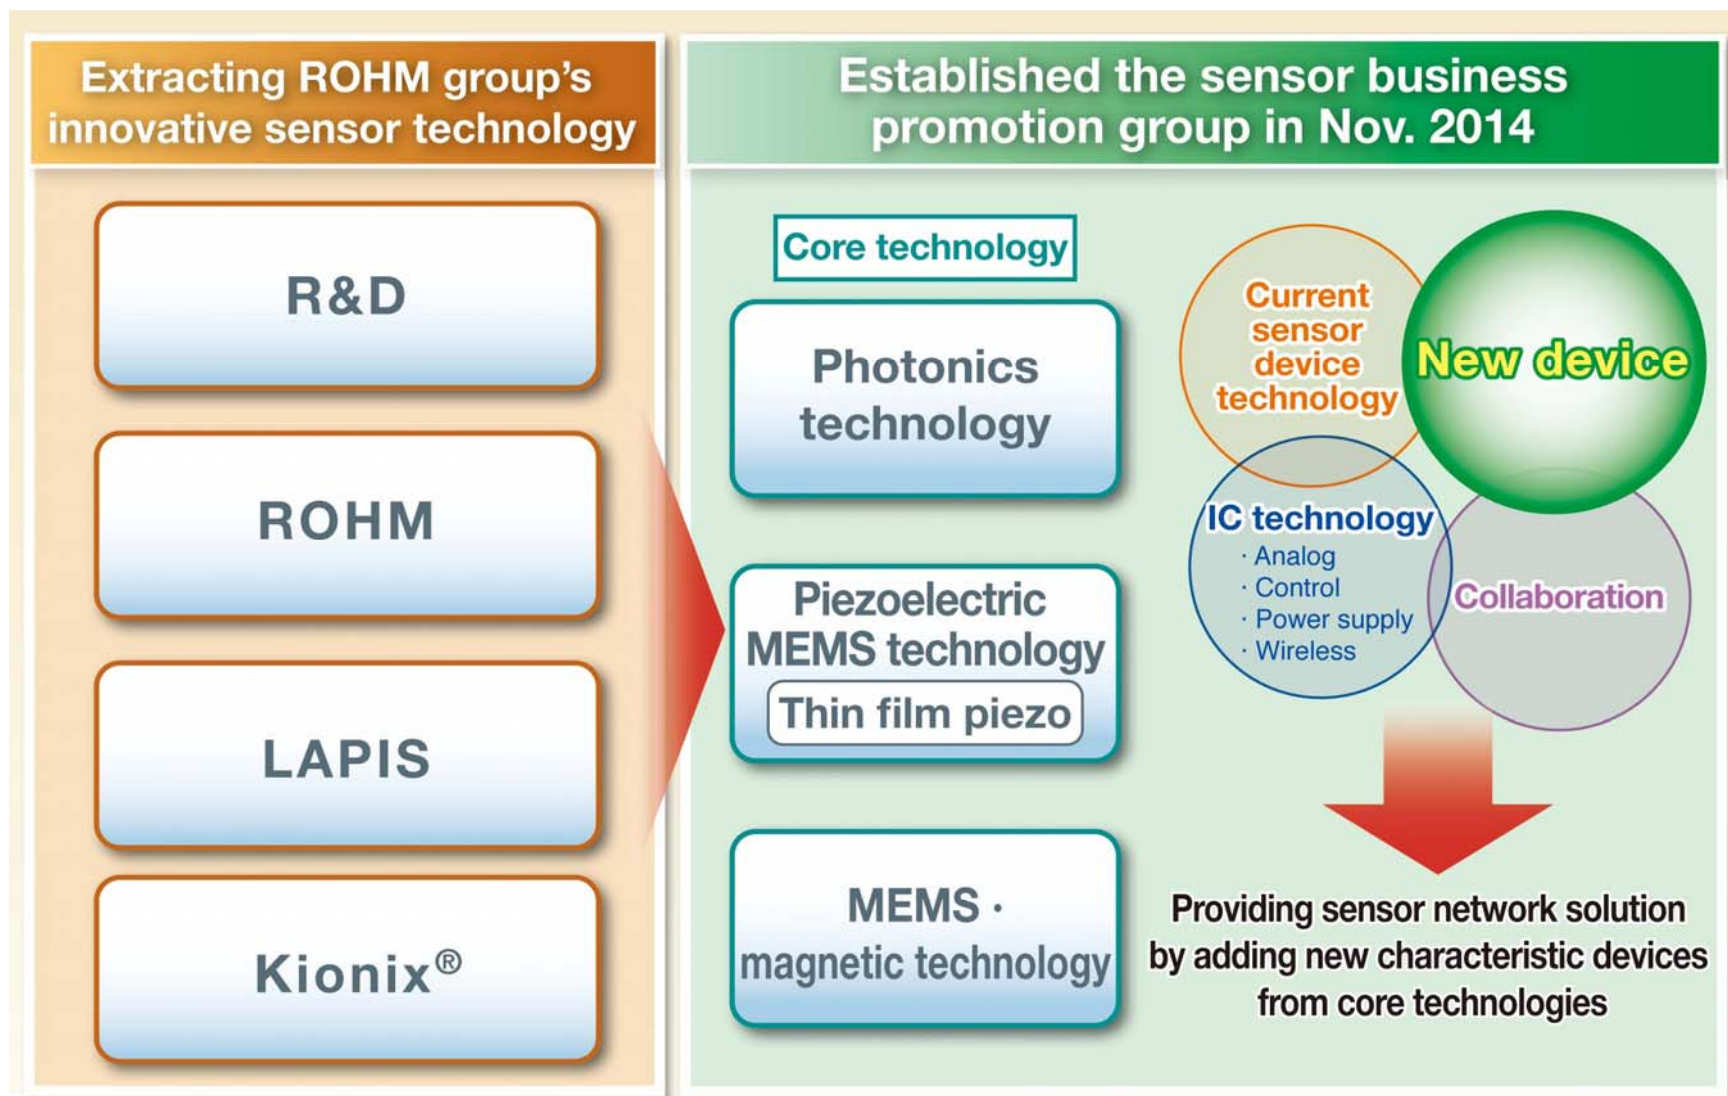 Extracting ROHM group's
innovative sensor technology
R&D
ROHM
LAPIS
Kionix®
Established the sensor business
promotion group in Nov. 2014
Core technology
Photonics
technology
Piezoelectric
MEMS technology
Thin film piezo
MEMS ·
magnetic technology
Current
sensor
device
technology
New device
IC technology
· Analog
· Control
· Power supply
· Wireless
Collaboration
Providing sensor network solution
by adding new characteristic devices
from core technologies